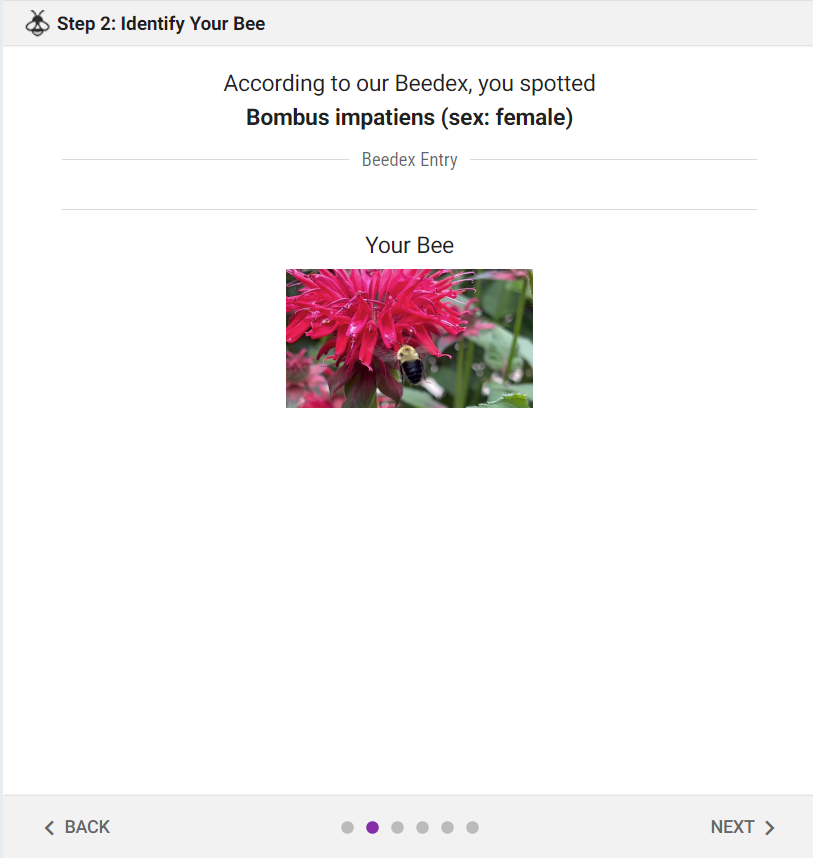 Step 2: Identify Your Bee
According to our Beedex, you spotted
Bombus impatiens (sex: female)
Beedex Entry
Your Bee
BACK
NEXT